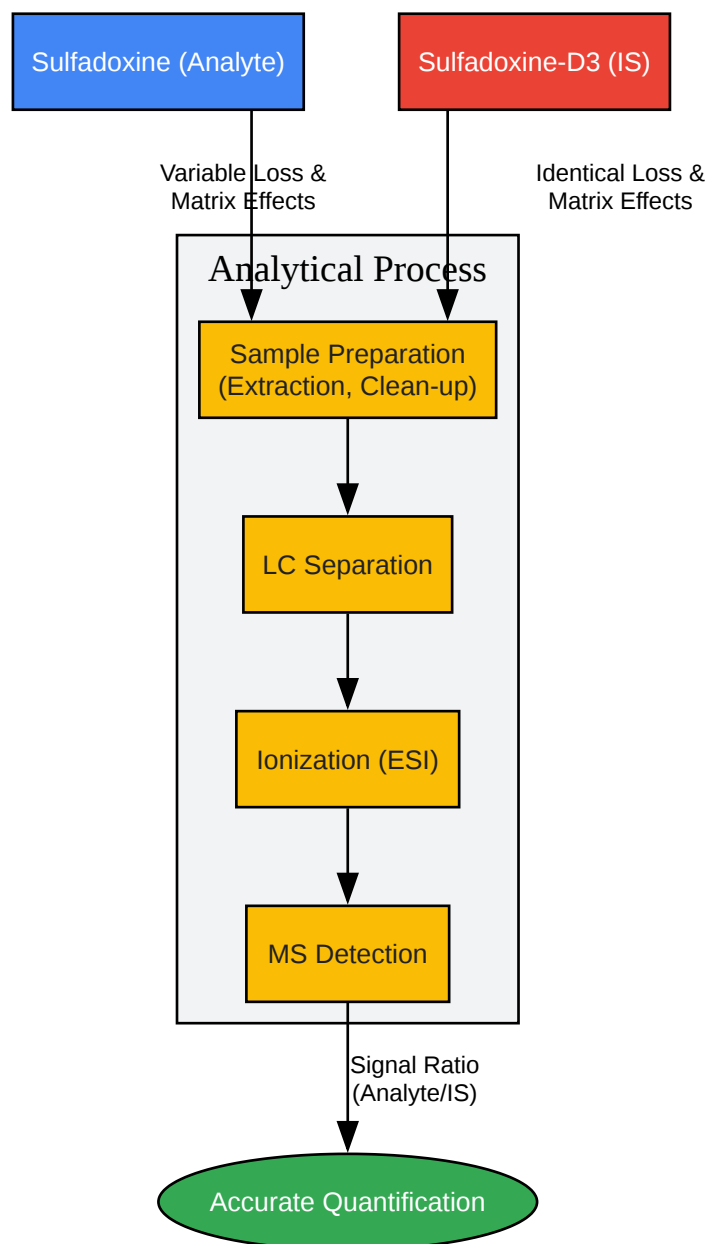 Sulfadoxine (Analyte)
Sulfadoxine-D3 (IS)
Variable Loss &
Matrix Effects
Identical Loss &
Matrix Effects
Analytical Process
Sample Preparation
(Extraction, Clean-up)
LC Separation
Ionization (ESI)
MS Detection
Signal Ratio
(Analyte/IS)
Accurate Quantification